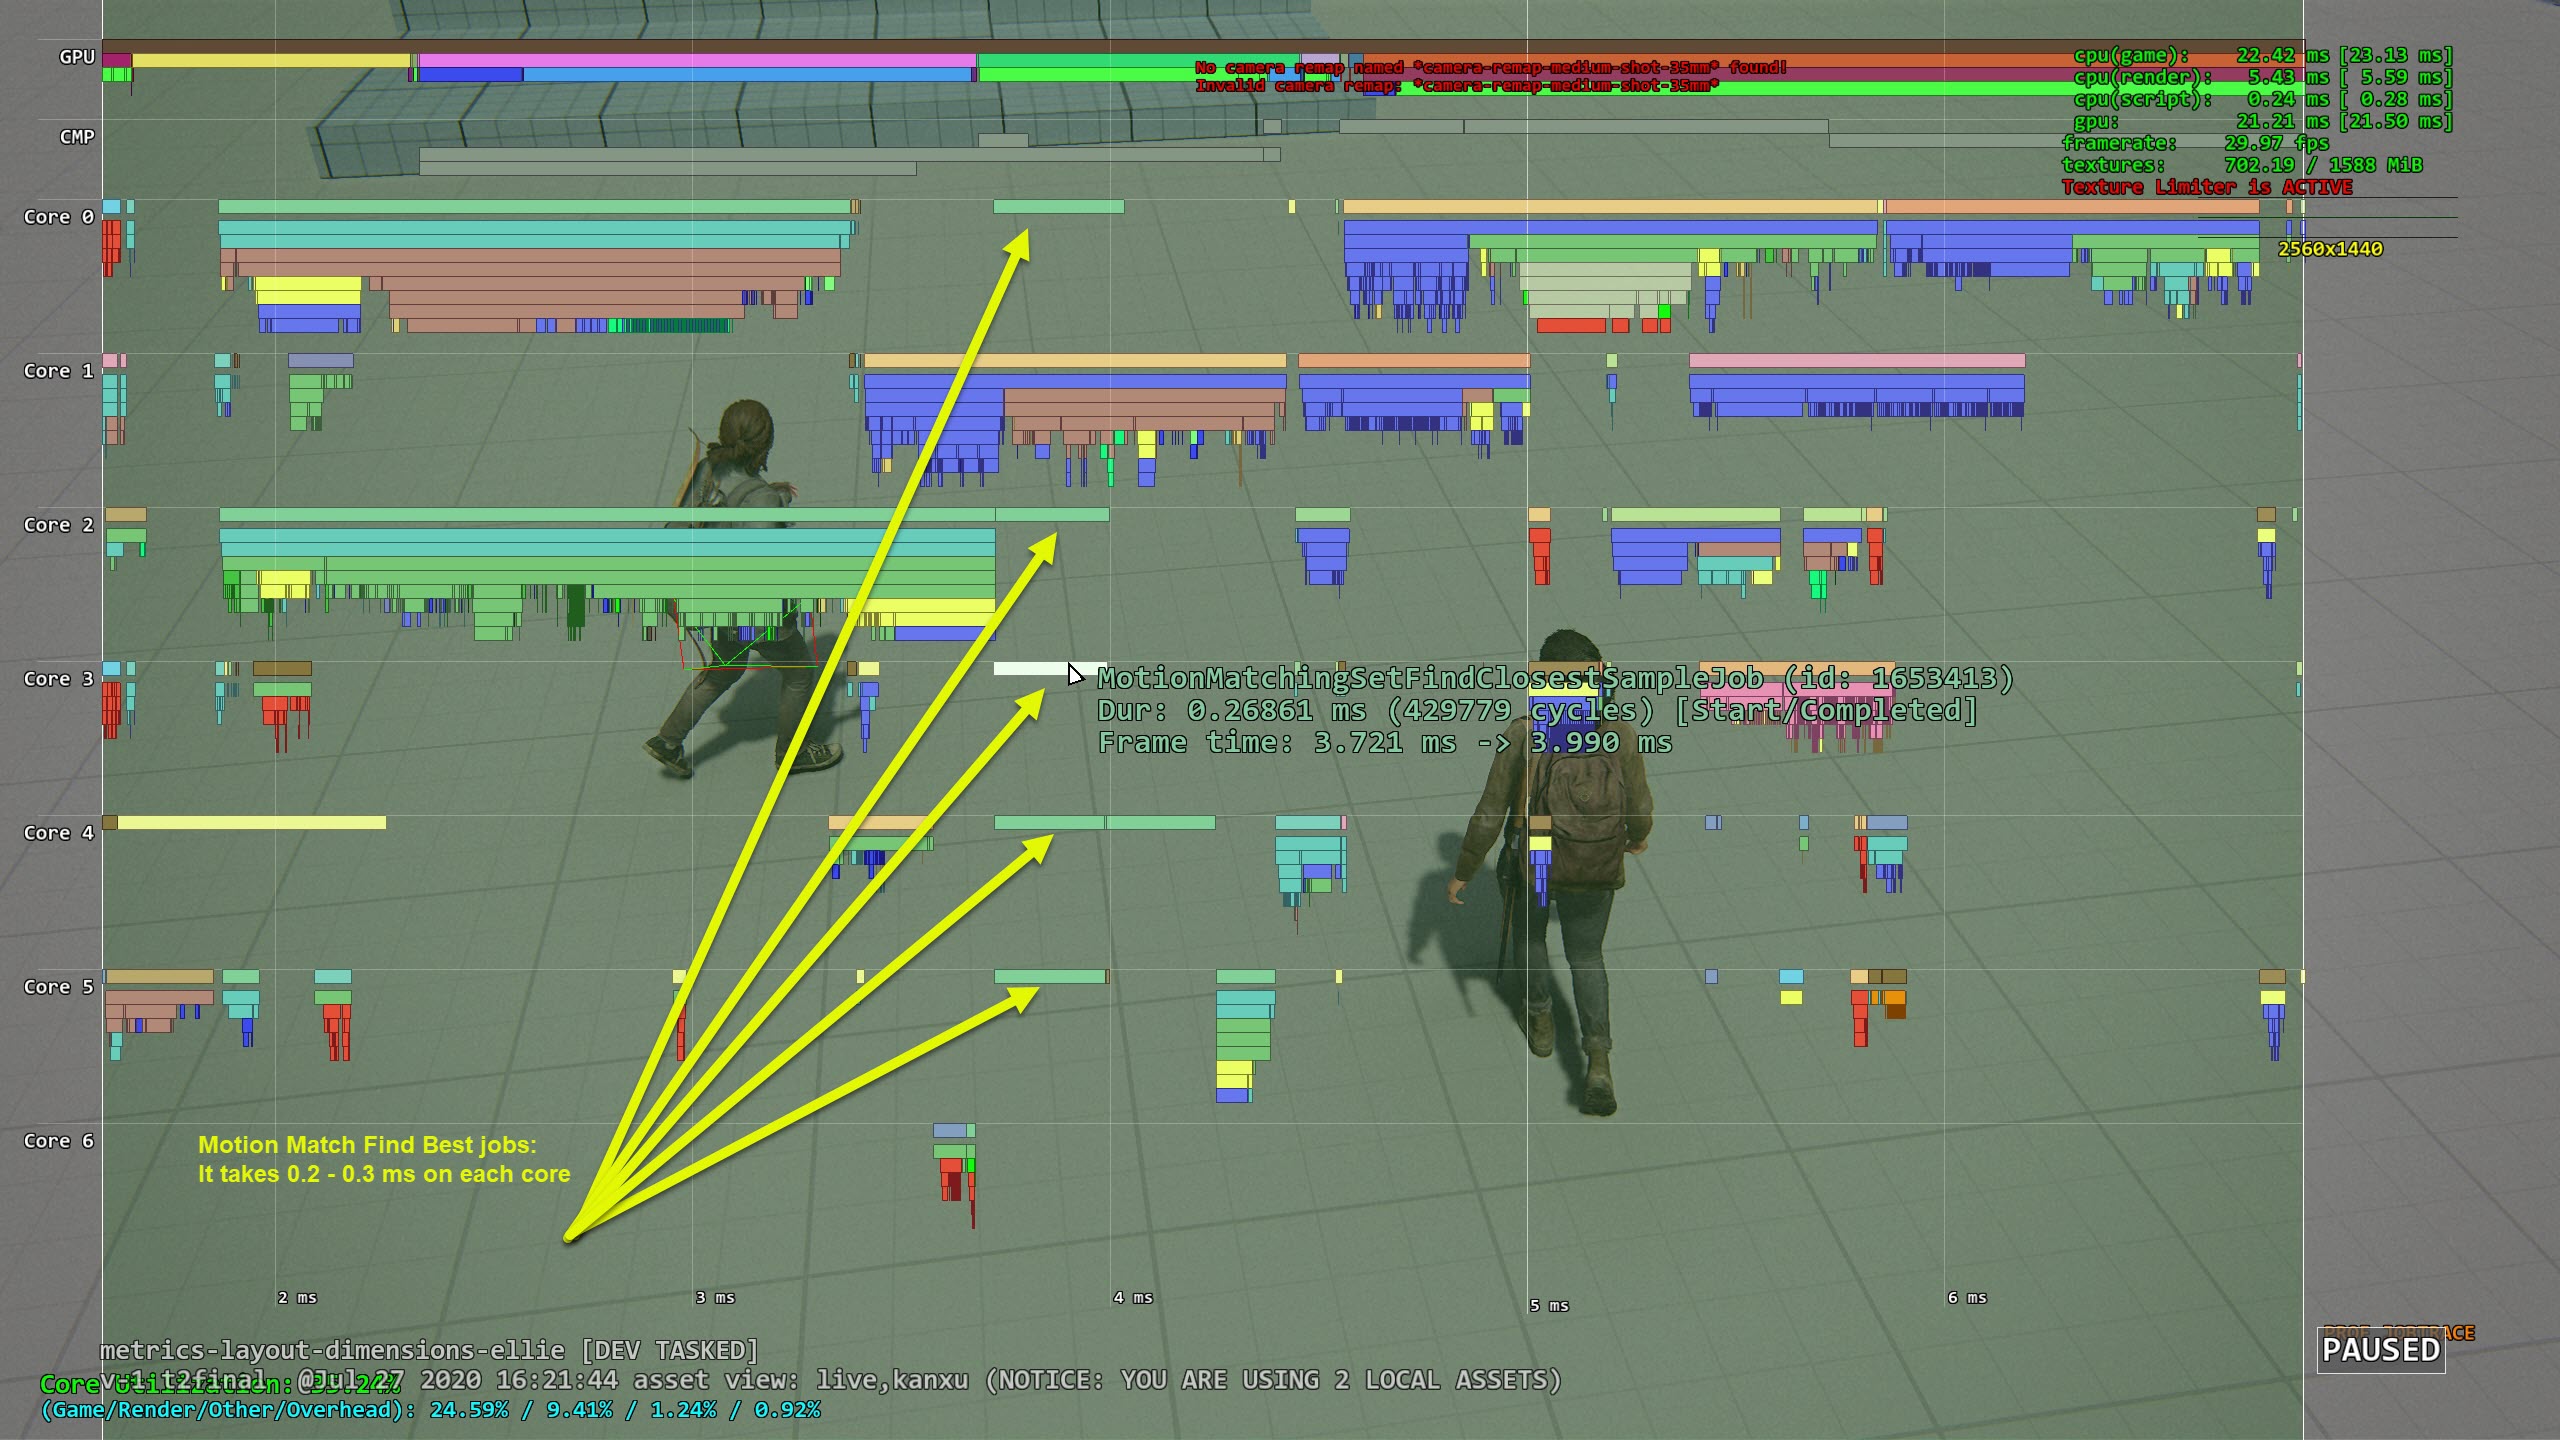 GPU
No camera remap named *camera-remap-medium-shot-35mm* found!
Invalid camera remap: *camera-remap-medium-shot-35mm*
cpu(game): 22.42 ms [23.13 ms]
cpu(render): 5.43 ms [ 5.59 ms]
cpu(script): 0.24 ms [ 0.28 ms]
gpu: 21.21 ms [21.50 ms]
framerate: 29.97 fps
textures: 702.19 / 1588 MiB
Texture Limiter is ACTIVE
2560x1440
CMP
Core 0
Core 1
Core 2
Core 3
MotionMatchingSetFindClosestSampleJob (id: 1653413)
Dur: 0.26861 ms (429779 cycles) [Start/Completed]
Frame time: 3.721 ms -> 3.990 ms
Core 4
Core 5
Core 6
Motion Match Find Best jobs:
It takes 0.2 - 0.3 ms on each core
2 ms
3 ms
4 ms
5 ms
6 ms
PROF JOBTRACE
PAUSED
metrics-layout-dimensions-ellie [DEV TASKED]
v-1 t2final @Jul 27 2020 16:21:44 asset view: live,kanxu (NOTICE: YOU ARE USING 2 LOCAL ASSETS)
Core Utilization:
(Game/Render/Other/Overhead): 24.59% / 9.41% / 1.24% / 0.92%